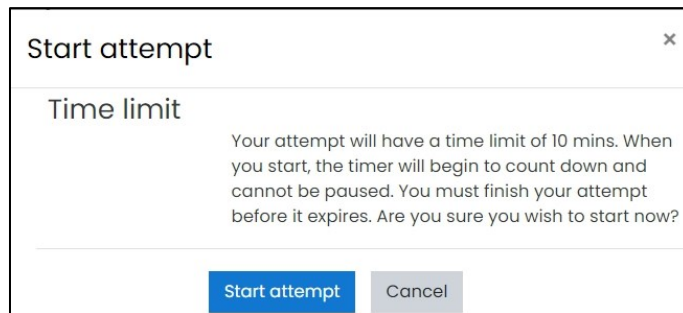 Start attempt
×
Time limit
Your attempt will have a time limit of 10 mins. When
you start, the timer will begin to count down and
cannot be paused. You must finish your attempt
before it expires. Are you sure you wish to start now?
Start attempt
Cancel